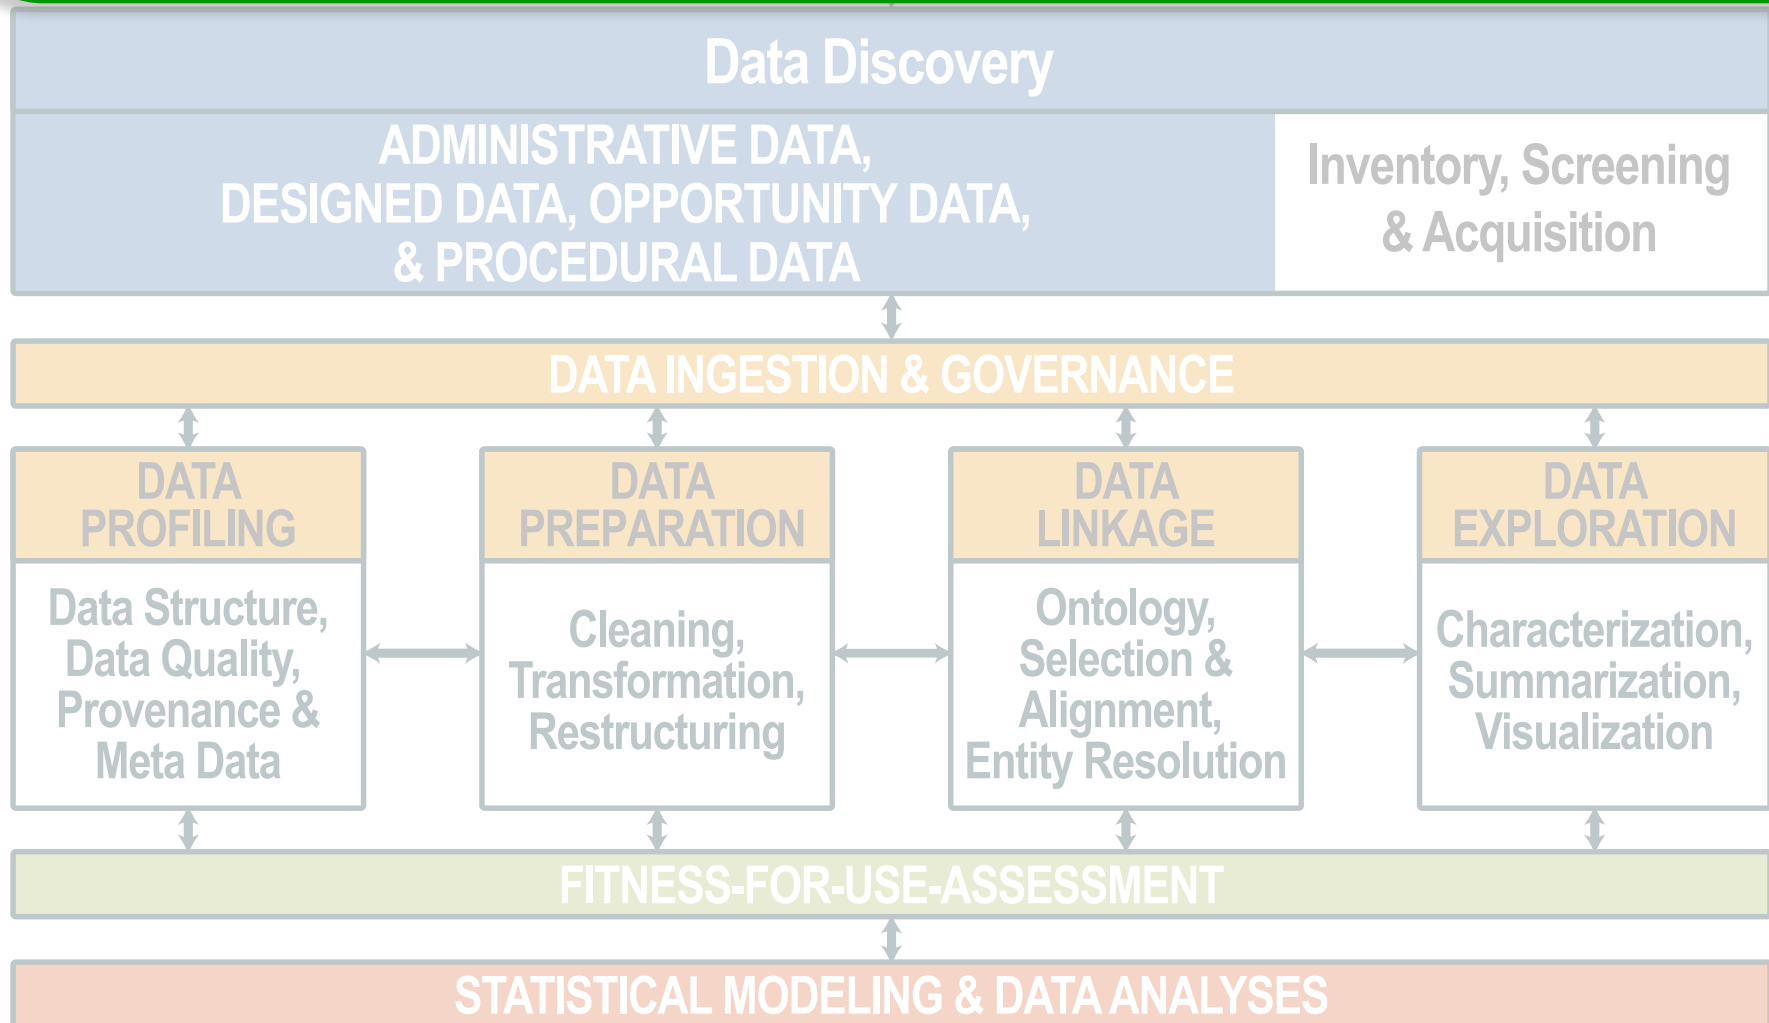 Data Discovery
ADMINISTRATIVE DATA,
DESIGNED DATA, OPPORTUNITY DATA,
& PROCEDURAL DATA
Inventory, Screening
& Acquisition
DATA INGESTION & GOVERNANCE
DATA
PROFILING
Data Structure,
Data Quality,
Provenance &
Meta Data
DATA
PREPARATION
Cleaning,
Transformation,
Restructuring
DATA
LINKAGE
Ontology,
Selection &
Alignment,
Entity Resolution
DATA
EXPLORATION
Characterization,
Summarization,
Visualization
FITNESS-FOR-USE-ASSESSMENT
STATISTICAL MODELING & DATA ANALYSES